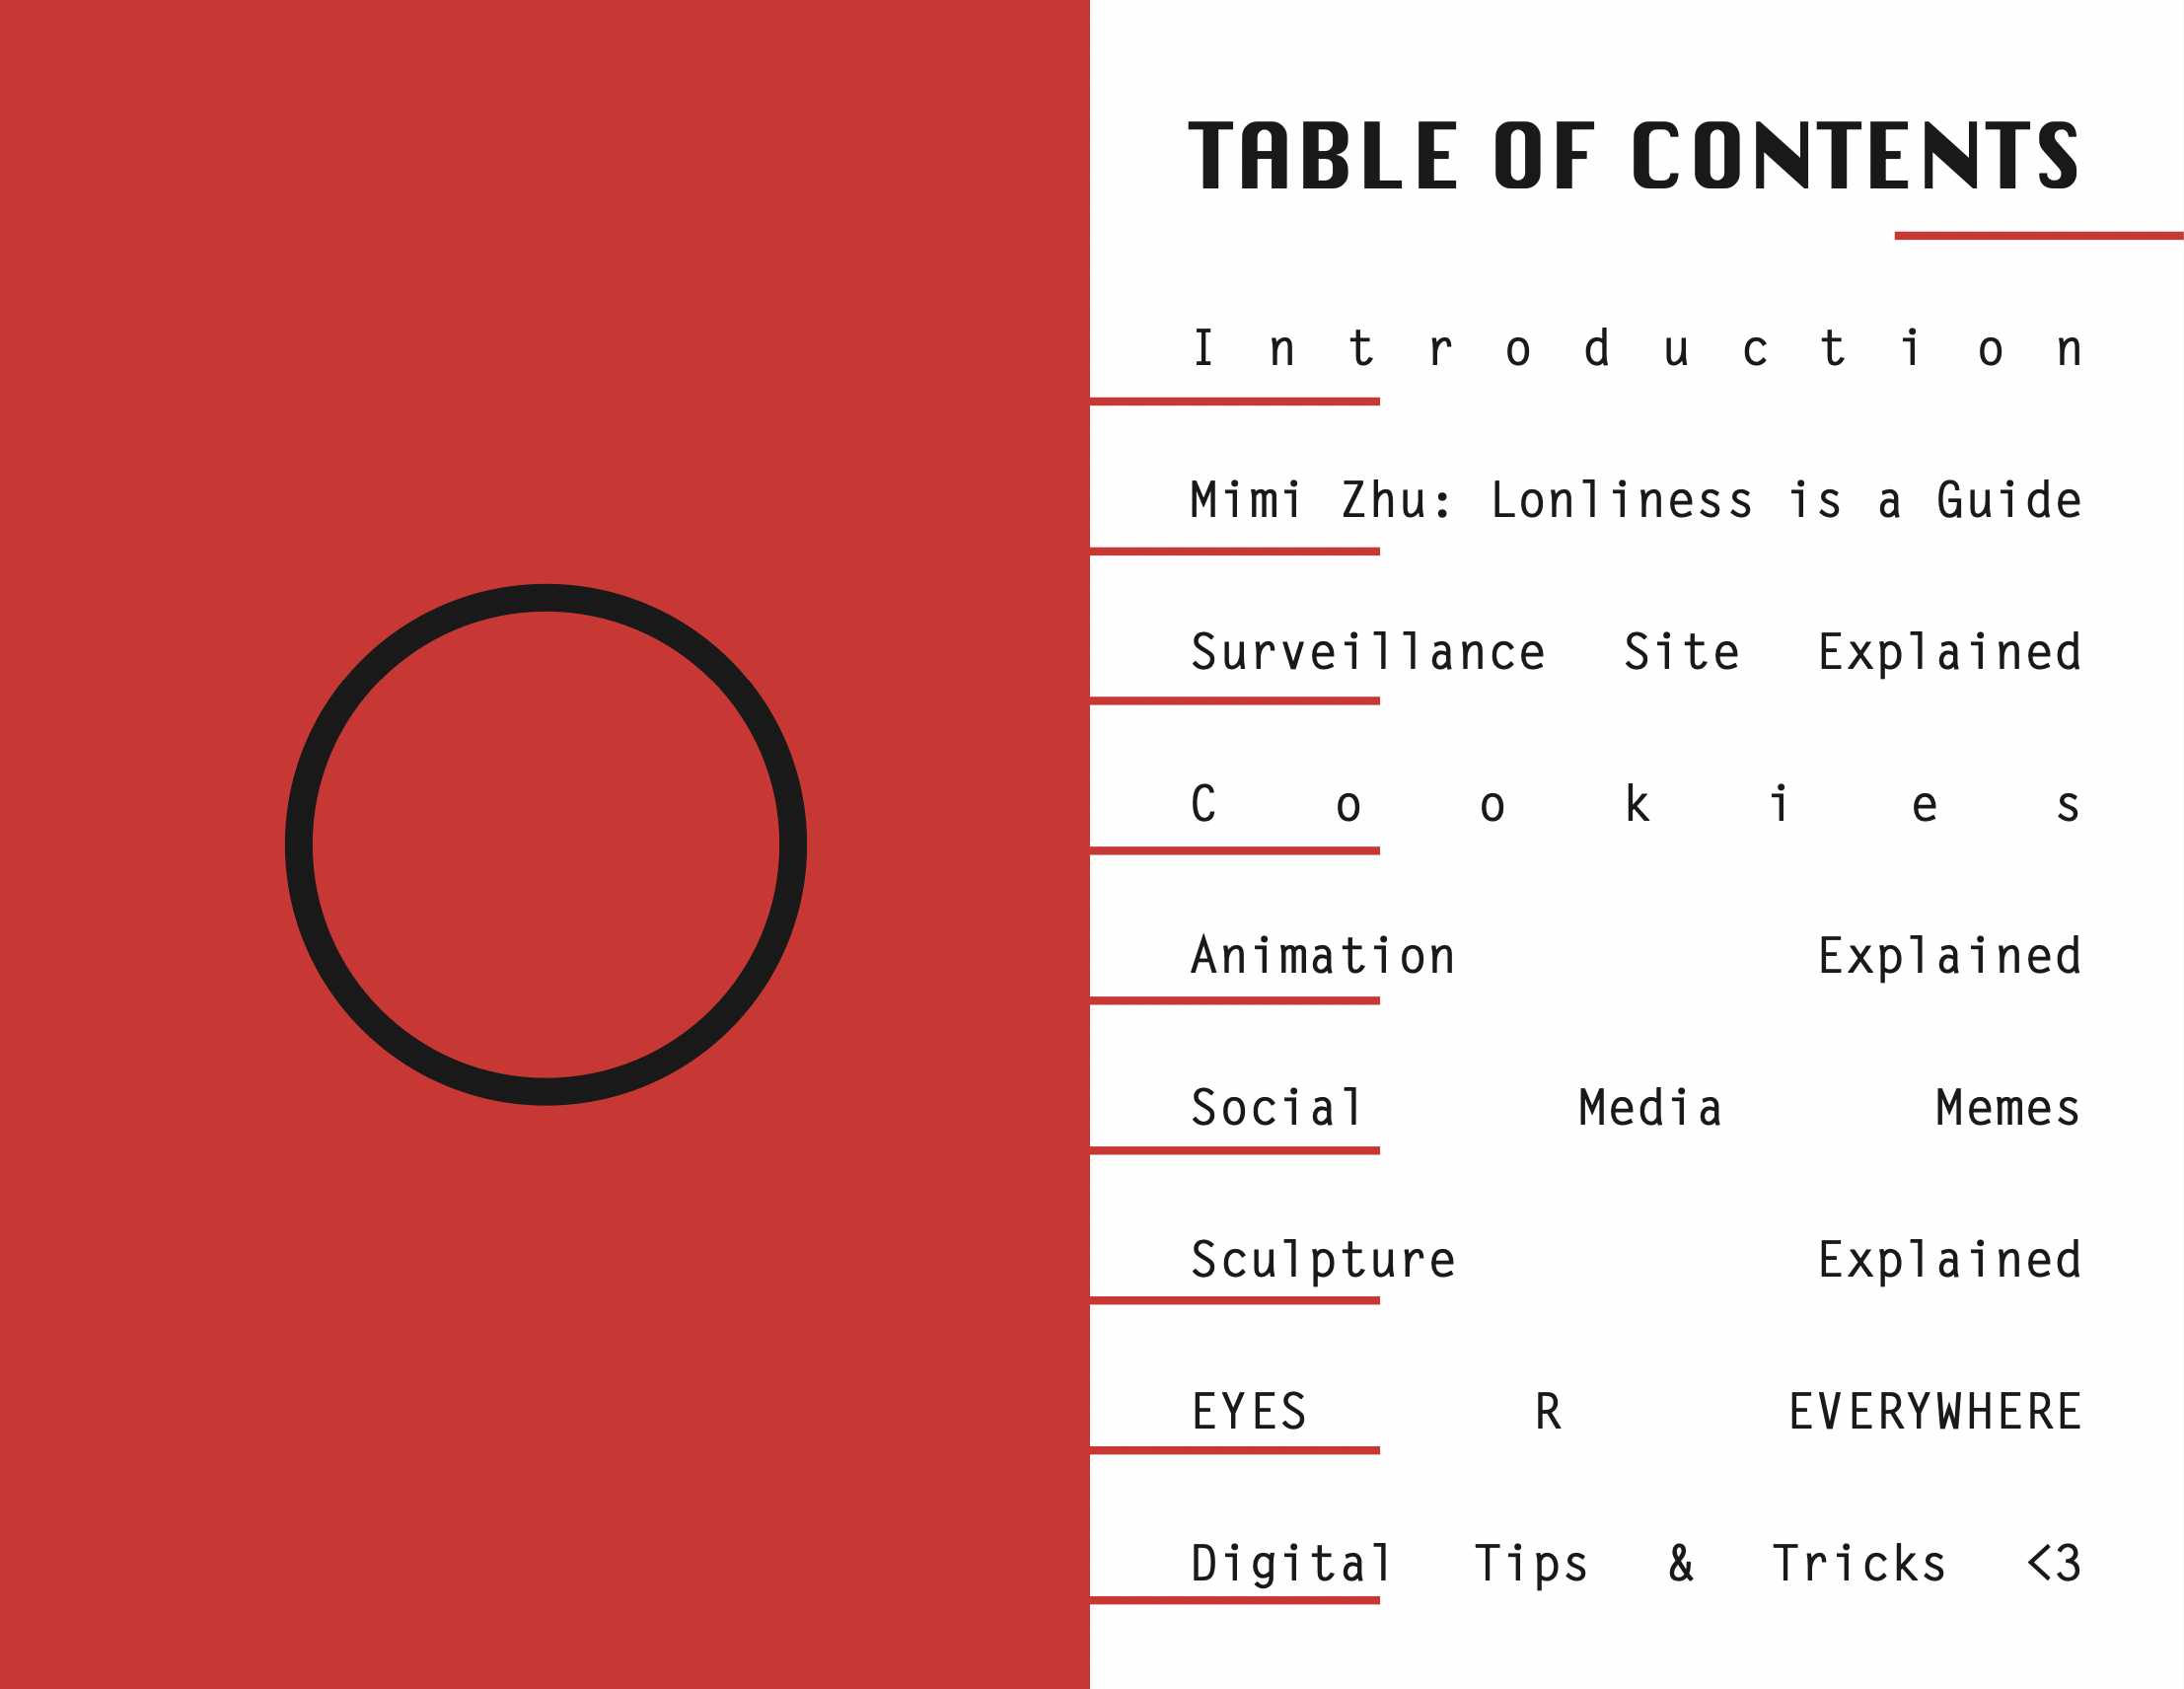 TABLE OF CONTENTS
Introduction
Mimi Zhu: Lonliness is a Guide
Surveillance Site Explained
Cookies
Animation Explained
Social Media Memes
Sculpture Explained
EYES R EVERYWHERE
Digital Tips & Tricks <3